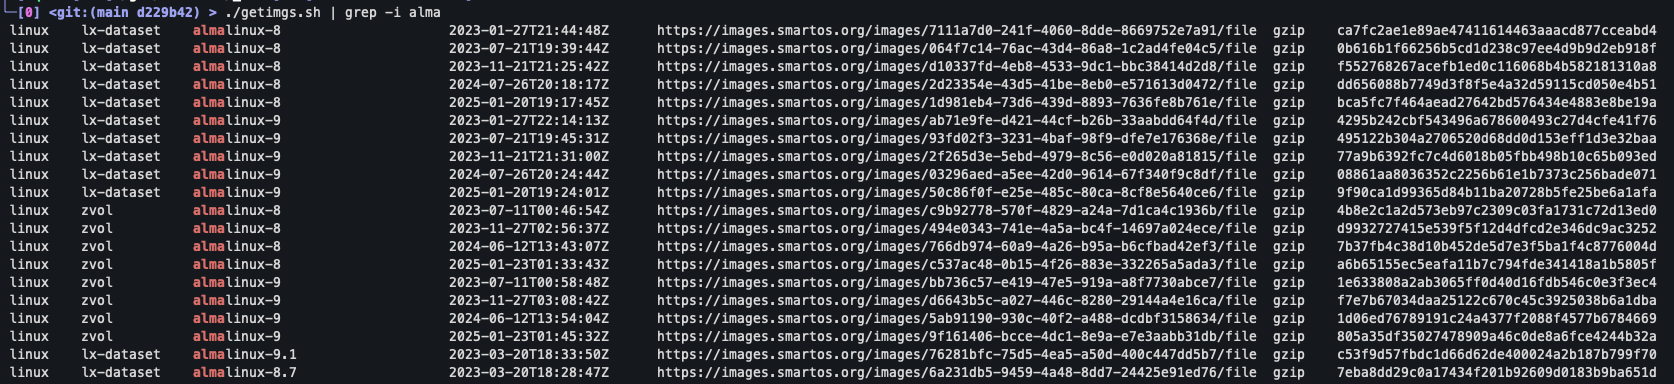 └─[0] <git:(main d229b42) > ./getimgs.sh | grep -i alma
linux lx-dataset almalinux-8 2023-01-27T21:44:48Z https://images.smartos.org/images/7111a7d0-241f-4060-8dde-8669752e7a91/file gzip ca7fc2ae1e89ae47411614463aaacd877cceabd4
linux lx-dataset almalinux-8 2023-07-21T19:39:44Z https://images.smartos.org/images/064f7c14-76ac-43d4-86a8-1c2ad4fe04c5/file gzip 0b616b1f66256b5cd1d238c97ee4d9b9d2eb918f
linux lx-dataset almalinux-8 2023-11-21T21:25:42Z https://images.smartos.org/images/d10337fd-4eb8-4533-9dc1-bbc38414d2d8/file gzip f552768267acefb1ed0c116068b4b582181310a8
linux lx-dataset almalinux-8 2024-07-26T20:18:17Z https://images.smartos.org/images/2d23354e-43d5-41be-8eb0-e571613d0472/file gzip dd656088b7749d3f8f5e4a32d59115cd050e4b51
linux lx-dataset almalinux-8 2025-01-20T19:17:45Z https://images.smartos.org/images/1d981eb4-73d6-439d-8893-7636fe8b761e/file gzip bca5fc7f464aead27642bd576434e4883e8be19a
linux lx-dataset almalinux-9 2023-01-27T22:14:13Z https://images.smartos.org/images/ab71e9fe-d421-44cf-b26b-33aabdd64f4d/file gzip 4295b242cbf543496a678600493c27d4cfe41f76
linux lx-dataset almalinux-9 2023-07-21T19:45:31Z https://images.smartos.org/images/93fd02f3-3231-4baf-98f9-dfe7e176368e/file gzip 495122b304a2706520d68dd0d153eff1d3e32baa
linux lx-dataset almalinux-9 2023-11-21T21:31:00Z https://images.smartos.org/images/2f265d3e-5ebd-4979-8c56-e0d020a81815/file gzip 77a9b6392fc7c4d6018b05fbb498b10c65b093ed
linux lx-dataset almalinux-9 2024-07-26T20:24:44Z https://images.smartos.org/images/03296aed-a5ee-42d0-9614-67f340f9c8df/file gzip 08861aa8036352c2256b61e1b7373c256bade071
linux lx-dataset almalinux-9 2025-01-20T19:24:01Z https://images.smartos.org/images/50c86f0f-e25e-485c-80ca-8cf8e5640ce6/file gzip 9f90ca1d99365d84b11ba20728b5fe25be6a1afa
linux zvol almalinux-8 2023-07-11T00:46:54Z https://images.smartos.org/images/c9b92778-570f-4829-a24a-7d1ca4c1936b/file gzip 4b8e2c1a2d573eb97c2309c03fa1731c72d13ed0
linux zvol almalinux-8 2023-11-27T02:56:37Z https://images.smartos.org/images/494e0343-741e-4a5a-bc4f-14697a024ece/file gzip d9932727415e539f5f12d4dfcd2e346dc9ac3252
linux zvol almalinux-8 2024-06-12T13:43:07Z https://images.smartos.org/images/766db974-60a9-4a26-b95a-b6cfbad42ef3/file gzip 7b37fb4c38d10b452de5d7e3f5ba1f4c8776004d
linux zvol almalinux-8 2025-01-23T01:33:43Z https://images.smartos.org/images/c537ac48-0b15-4f26-883e-332265a5ada3/file gzip a6b65155ec5eafa11b7c794fde341418a1b5805f
linux zvol almalinux-9 2023-07-11T00:58:48Z https://images.smartos.org/images/bb736c57-e419-47e5-919a-a8f7730abce7/file gzip 1e633808a2ab3065ff0d40d16fdb546c0e3f3ec4
linux zvol almalinux-9 2023-11-27T03:08:42Z https://images.smartos.org/images/d6643b5c-a027-446c-8280-29144a4e16ca/file gzip f7e7b67034daa25122c670c45c3925038b6a1dba
linux zvol almalinux-9 2024-06-12T13:54:04Z https://images.smartos.org/images/5ab91190-930c-40f2-a488-dcdbf3158634/file gzip 1d06ed76789191c24a4377f2088f4577b6784669
linux zvol almalinux-9 2025-01-23T01:45:32Z https://images.smartos.org/images/9f161406-bcce-4dc1-8e9a-e7e3aabb31db/file gzip 805a35df35027478909a46c0de8a6fce4244b32a
linux lx-dataset almalinux-9.1 2023-03-20T18:33:50Z https://images.smartos.org/images/76281bfc-75d5-4ea5-a50d-400c447dd5b7/file gzip c53f9d57fbdc1d66d62de400024a2b187b799f70
linux lx-dataset almalinux-8.7 2023-03-20T18:28:47Z https://images.smartos.org/images/6a231db5-9459-4a48-8dd7-24425e91ed76/file gzip 7eba8dd29c0a17434f201b92609d0183b9ba651d